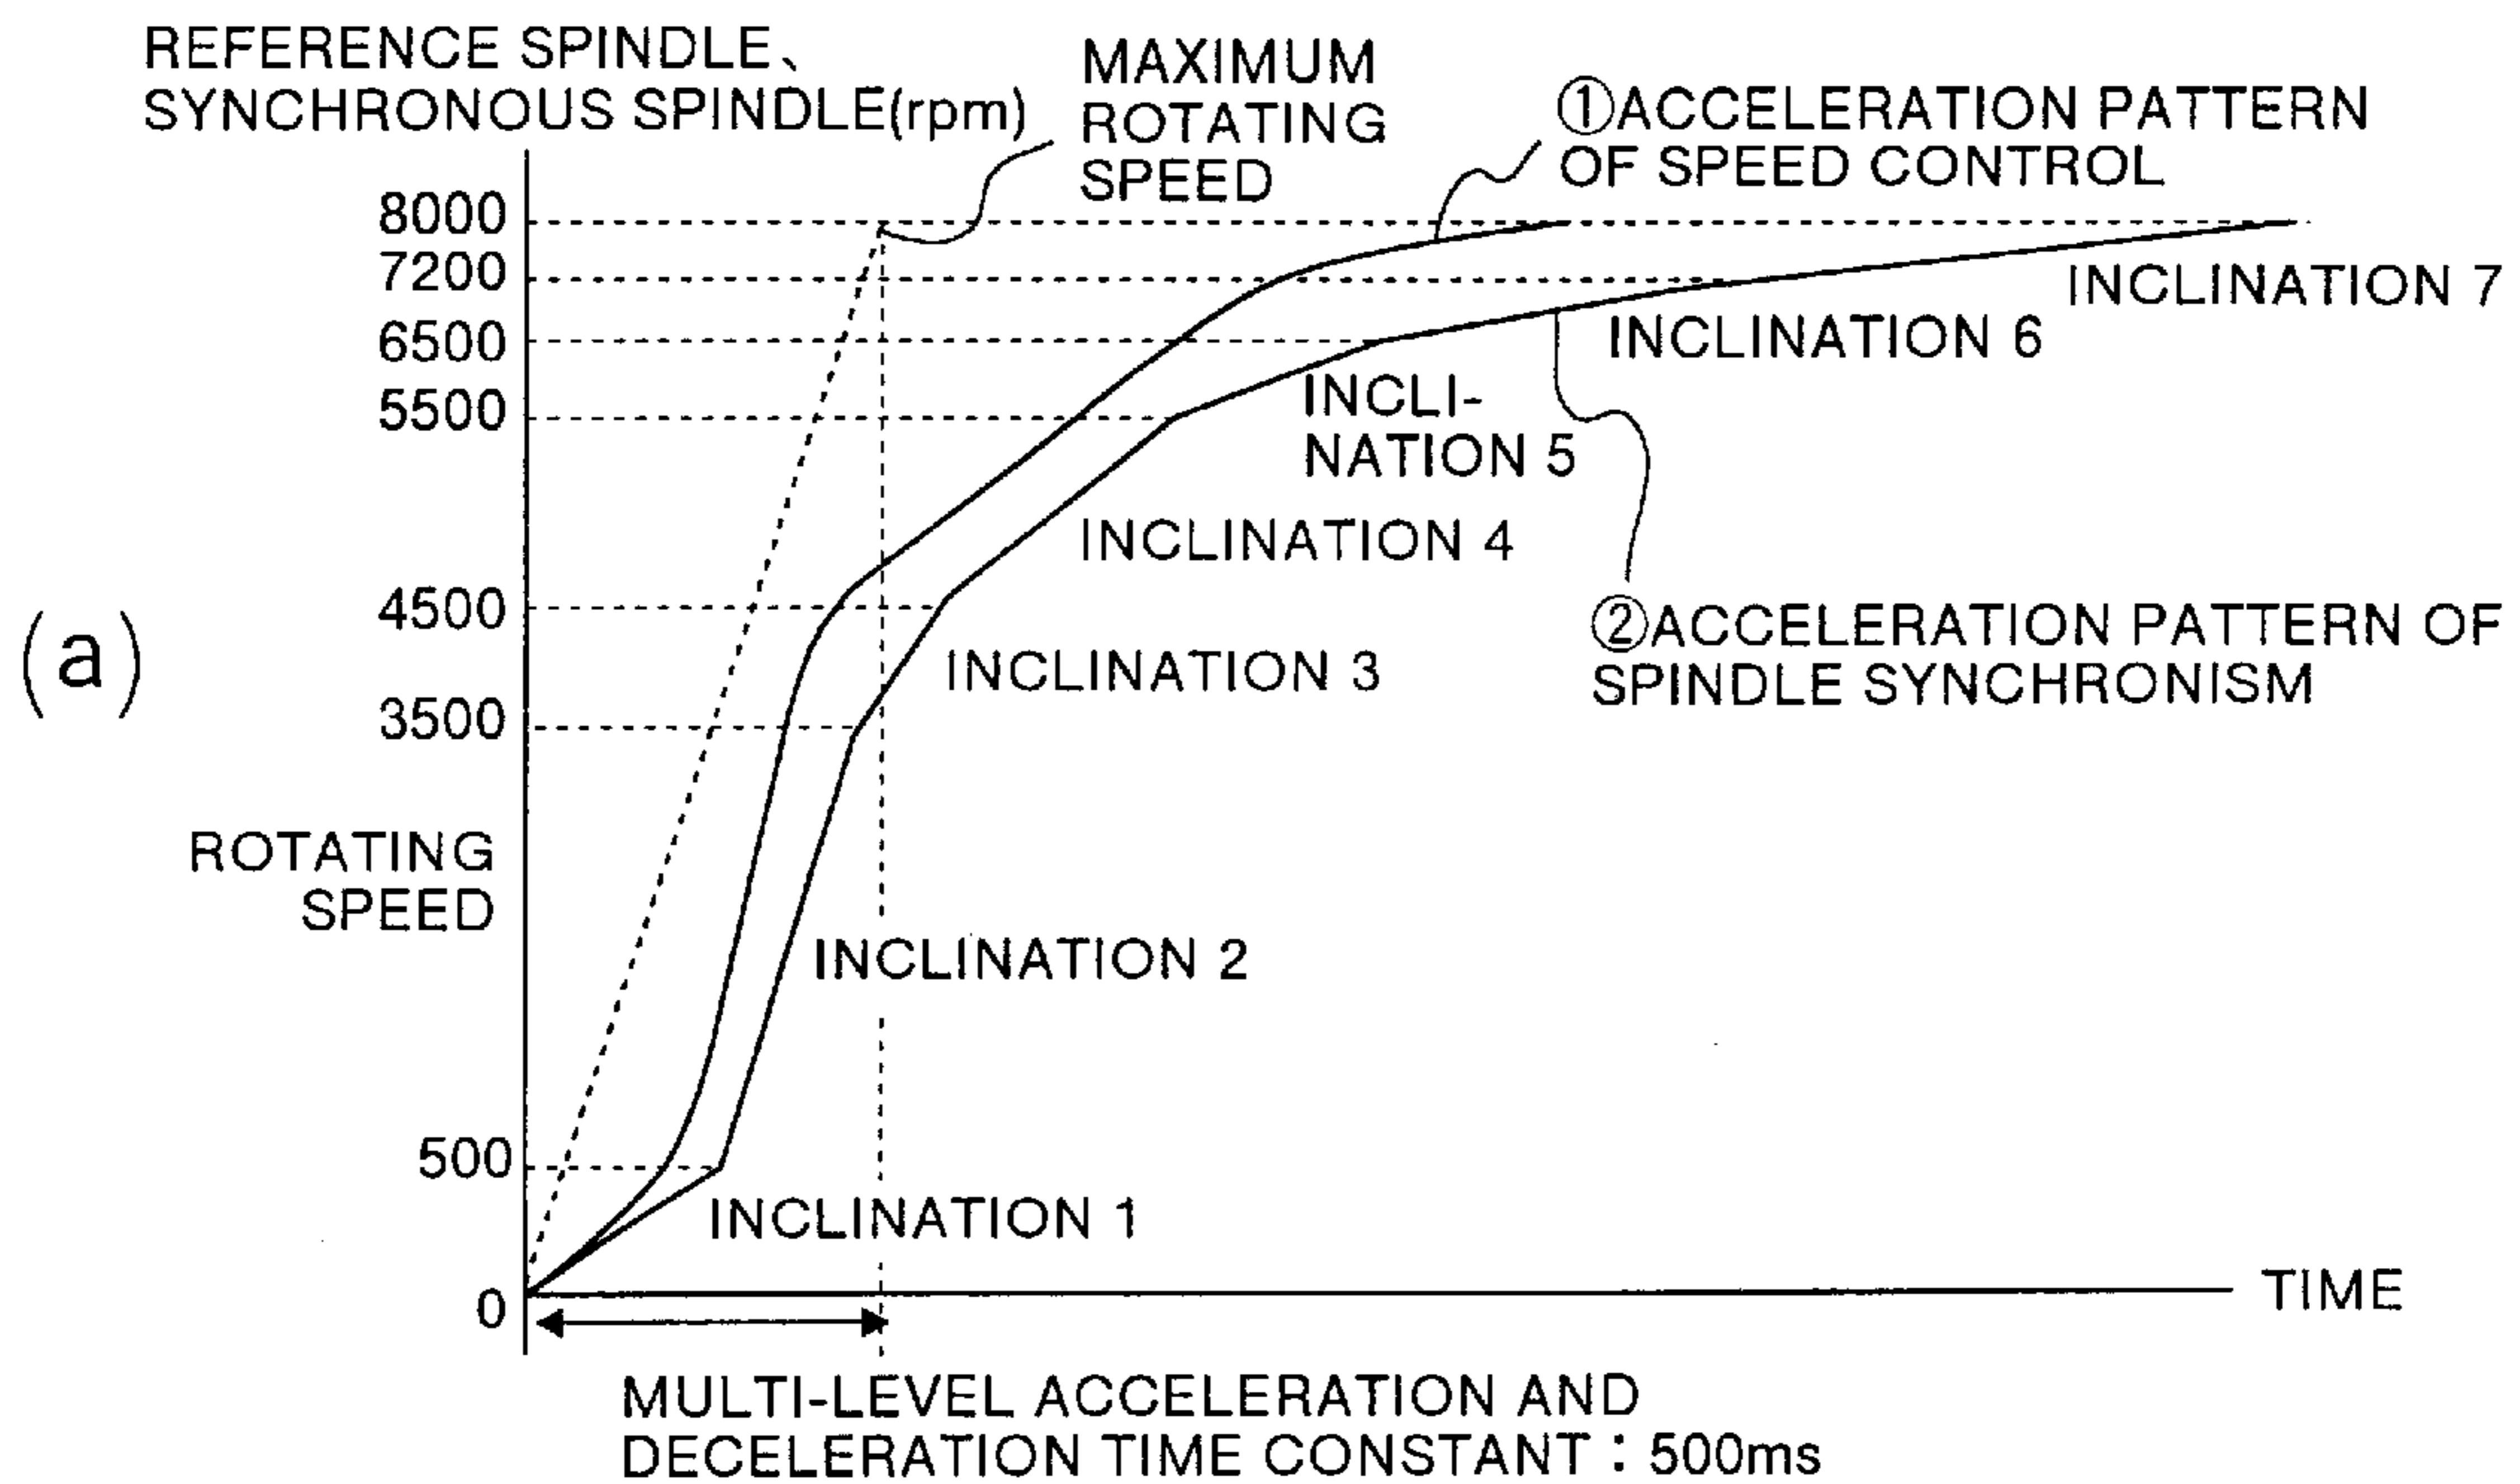 REFERENCE SPINDLE、
SYNCHRONOUS SPINDLE(rpm)
MAXIMUM
ROTATING
SPEED
①ACCELERATION PATTERN
OF SPEED CONTROL
8000
7200
6500
5500
4500
3500
500
0
(a)
ROTATING
SPEED
INCLINATION 7
INCLINATION 6
INCLI-
NATION 5
INCLINATION 4
②ACCELERATION PATTERN OF
SPINDLE SYNCHRONISM
INCLINATION 3
INCLINATION 2
INCLINATION 1
TIME
MULTI-LEVEL ACCELERATION AND
DECELERATION TIME CONSTANT : 500ms